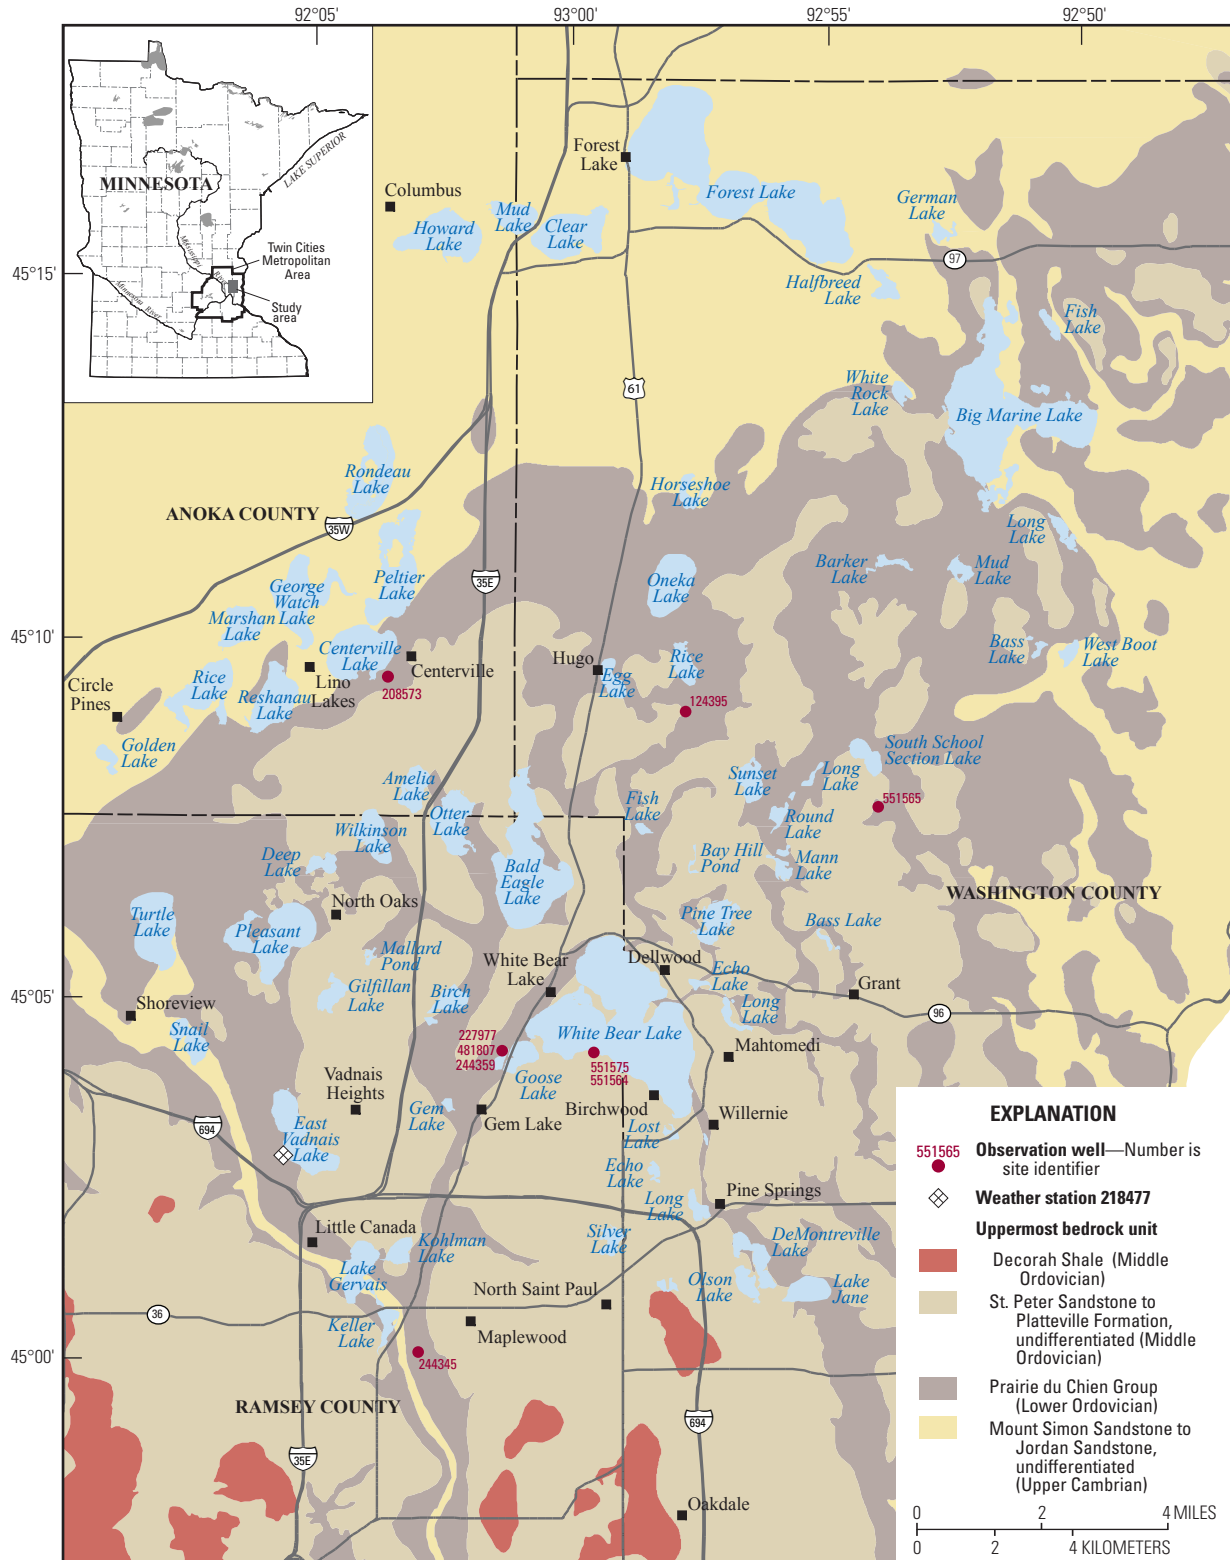 92°05'
93°00'
92°55'
92°50'
45°15'
45°10'
45°05'
45°00'
MINNESOTA
LAKE SUPERIOR
Mississippi
River
Minnesota River
Twin Cities
Metropolitan
Area
Study
area
Columbus
Howard
Lake
Mud
Lake
Clear
Lake
Forest
Lake
Forest Lake
German
Lake
97
Halfbreed
Lake
Fish
Lake
White
Rock
Lake
Big Marine Lake
61
Rondeau
Lake
ANOKA COUNTY
35W
Horseshoe
Lake
Long
Lake
35E
Peltier
Lake
George
Watch
Lake
Marshan
Lake
Oneka
Lake
Barker
Lake
Mud
Lake
Centerville
Lake
Centerville
Lino
Lakes
208573
Rice
Lake
Reshanau
Lake
Circle
Pines
Golden
Lake
Hugo
Egg
Lake
Rice
Lake
124395
Bass
Lake
West Boot
Lake
South School
Section Lake
551565
Long
Lake
Sunset
Lake
Round
Lake
Mann
Lake
Bay Hill
Pond
Fish
Lake
Amelia
Lake
Otter
Lake
Wilkinson
Lake
Deep
Lake
Bald
Eagle
Lake
WASHINGTON COUNTY
North Oaks
Turtle
Lake
Pleasant
Lake
Mallard
Pond
Gilfillan
Lake
Birch
Lake
White Bear
Lake
Dellwood
Pine Tree
Lake
Bass Lake
Echo
Lake
Long
Lake
Grant
96
Shoreview
Snail
Lake
227977
481807
244359
White Bear Lake
551575
551564
Mahtomedi
Goose
Lake
Vadnais
Heights
Gem
Lake
Gem Lake
Birchwood
Willernie
Lost
Lake
694
East
Vadnais
Lake
Echo
Lake
Long
Lake
Pine Springs
Little Canada
Kohlman
Lake
Lake
Gervais
Silver
Lake
DeMontreville
Lake
Olson
Lake
Lake
Jane
North Saint Paul
36
Keller
Lake
Maplewood
244345
RAMSEY COUNTY
694
35E
Oakdale
EXPLANATION
551565
Observation well—Number is
site identifier
Weather station 218477
Uppermost bedrock unit
Decorah Shale (Middle
Ordovician)
St. Peter Sandstone to
Platteville Formation,
undifferentiated (Middle
Ordovician)
Prairie du Chien Group
(Lower Ordovician)
Mount Simon Sandstone to
Jordan Sandstone,
undifferentiated
(Upper Cambrian)
0 2 4 MILES
0 2 4 KILOMETERS